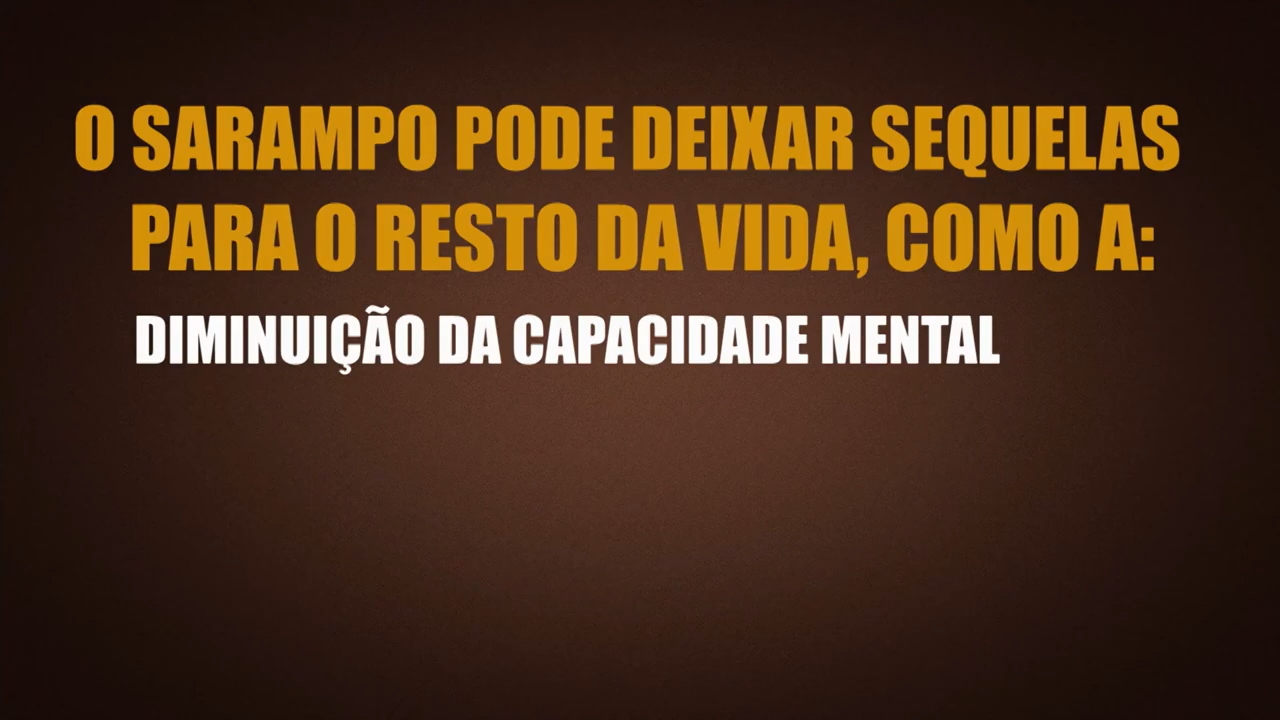 O SARAMPO PODE DEIXAR SEQUELAS
PARA O RESTO DA VIDA, COMO A:
DIMINUIÇÃO DA CAPACIDADE MENTAL